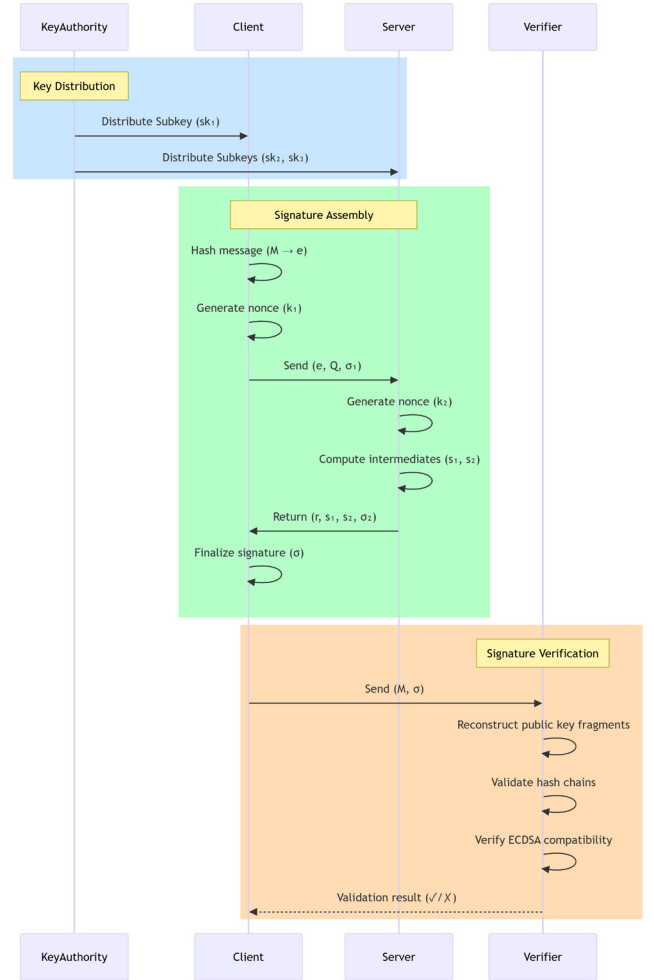 KeyAuthority Client Server Verifier
Key Distribution
Distribute Subkey (sk₁)
Distribute Subkeys (sk₂, sk₃)
Signature Assembly
Hash message (M → e)
Generate nonce (k₁)
Send (e, Q, σ₁)
Generate nonce (k₂)
Compute intermediates (s₁, s₂)
Return (r, s₁, s₂, σ₂)
Finalize signature (σ)
Signature Verification
Send (M, σ)
Reconstruct public key fragments
Validate hash chains
Verify ECDSA compatibility
Validation result (✓/✗)
KeyAuthority Client Server Verifier